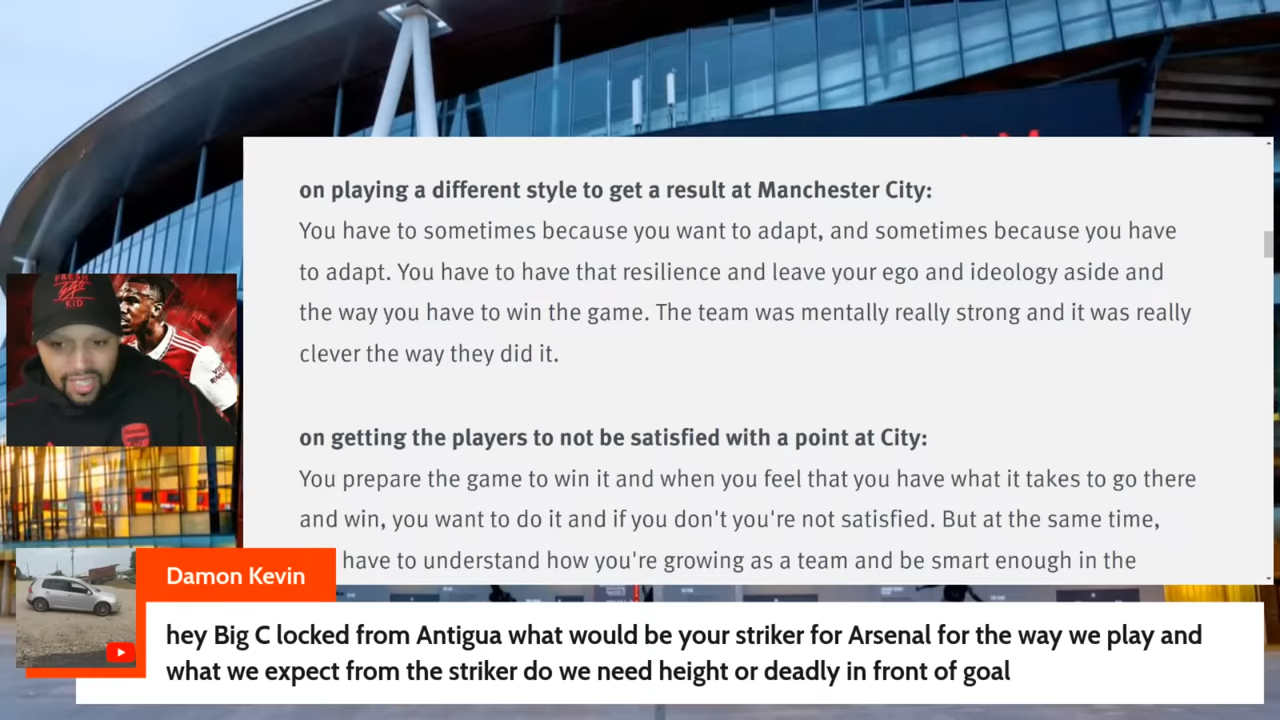 on playing a different style to get a result at Manchester City:
You have to sometimes because you want to adapt, and sometimes because you have
to adapt. You have to have that resilience and leave your ego and ideology aside and
the way you have to win the game. The team was mentally really strong and it was really
clever the way they did it.
on getting the players to not be satisfied with a point at City:
You prepare the game to win it and when you feel that you have what it takes to go there
and win, you want to do it and if you don't you're not satisfied. But at the same time,
have to understand how you're growing as a team and be smart enough in the
FRESH
KID
Damon Kevin
hey Big C locked from Antigua what would be your striker for Arsenal for the way we play and
what we expect from the striker do we need height or deadly in front of goal